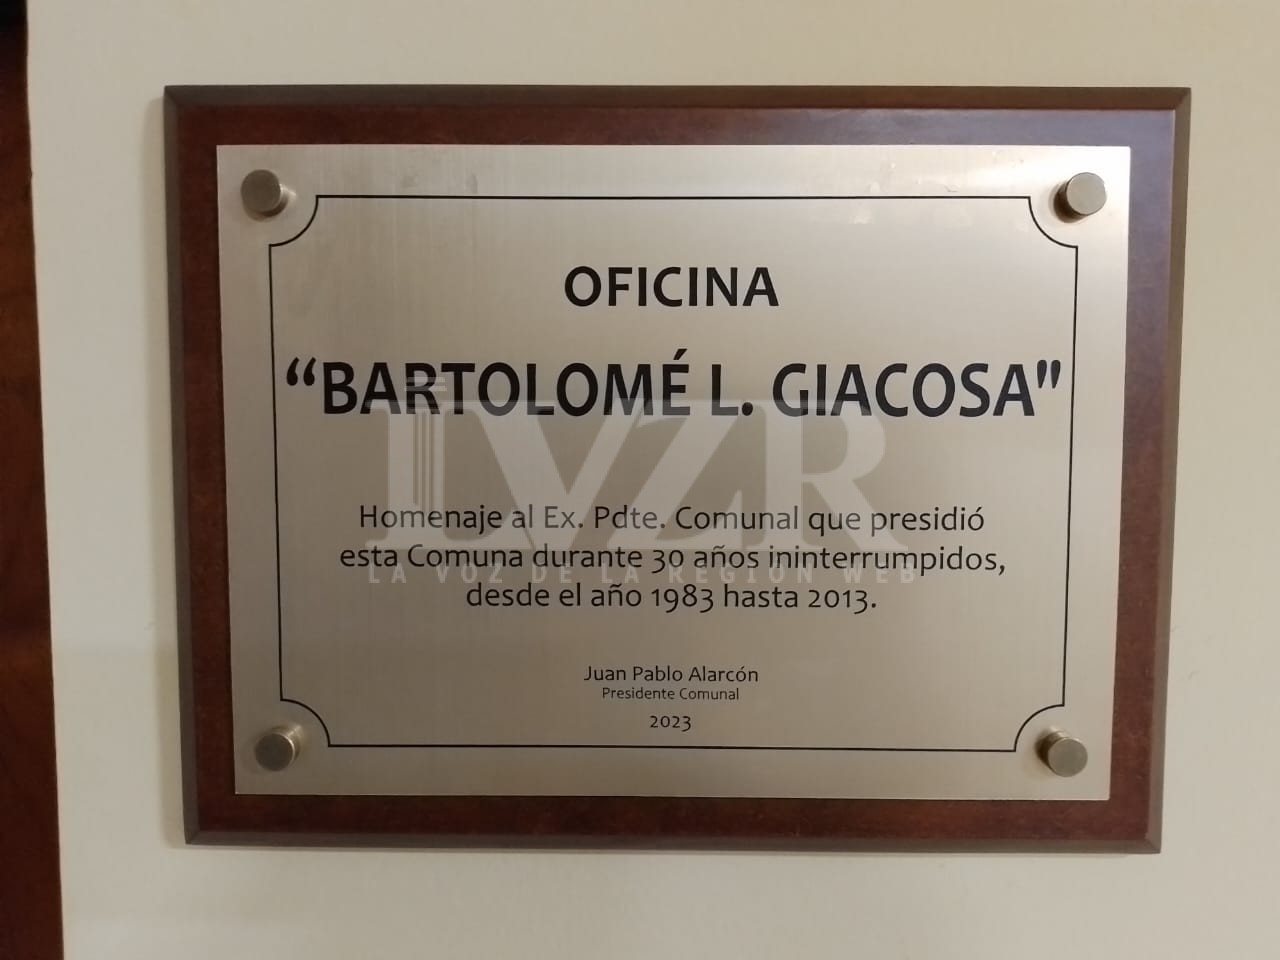 OFICINA
“BARTOLOMÉ L. GIACOSA"
LVZR
Homenaje al Ex. Pdte. Comunal que presidió
esta Comuna durante 30 años ininterrumpidos,
LA VOZ DE LA REGION WEB
desde el año 1983 hasta 2013.
Juan Pablo Alarcón
Presidente Comunal
2023